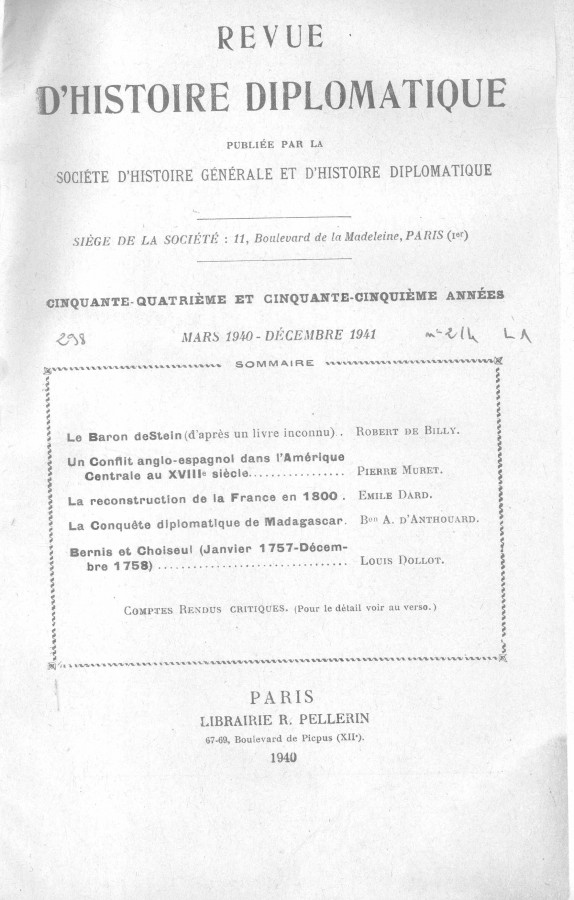 REVUE
D'HISTOIRE DIPLOMATIQUE
PUBLIÉE PAR LA
SOCIÉTE D'HISTOIRE GÉNÉRALE ET D'HISTOIRE DIPLOMATIQUE
SIÈGE DE LA SOCIÉTÉ : 11, Boulevard de la Madeleine, PARIS (1er)
CINQUANTE-QUATRIÈME ET CINQUANTE-CINQUIÈME ANNÉES
298 MARS 1940 - DÉCEMBRE 1941
SOMMAIRE
Le Baron deStein (d'après un livre inconnu) . . ROBERT DE BILLY.
Un Conflit anglo-espagnol dans l'Amérique
Centrale au XVIIIe siècle................. PIERRE MURET.
La reconstruction de la France en 1800 . EMILE DARD.
La Conquête diplomatique de Madagascar. Bon A. D'ANTHOUARD.
Bernis et Choiseul (Janvier 1757-Décem-
bre 1758) ................................ LOUIS DOLLOT.
COMPTES RENDUS CRITIQUES. (Pour le détail voir au verso.)
PARIS
LIBRAIRIE R. PELLERIN
67-69, Boulevard de Picpus (XIIe).
1940